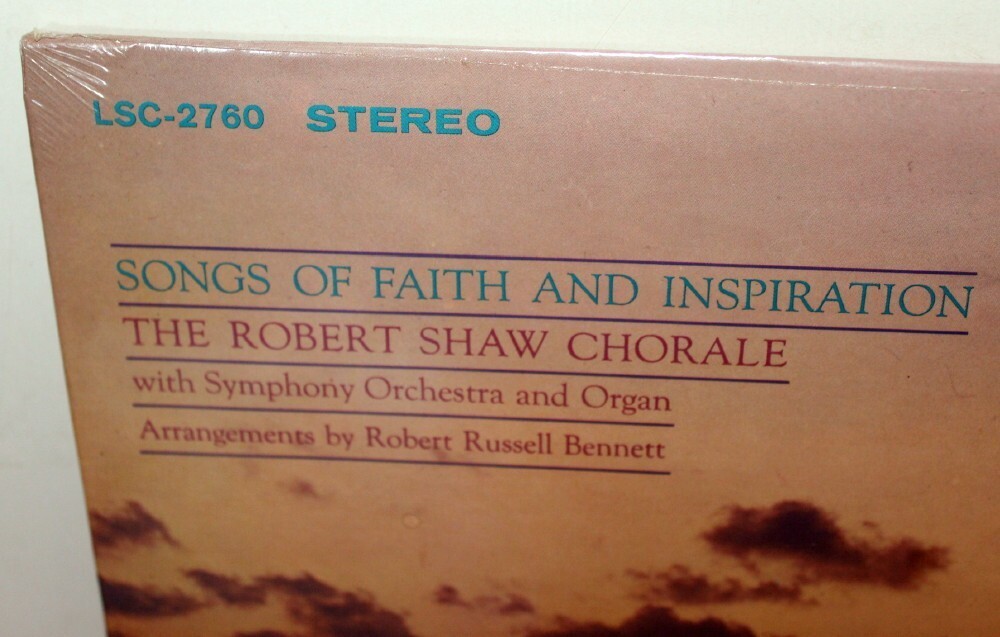 LSC-2760 STEREO
SONGS OF FAITH AND INSPIRATION
THE ROBERT SHAW CHORALE
with Symphony Orchestra and Organ
Arrangements by Robert Russell Bennett